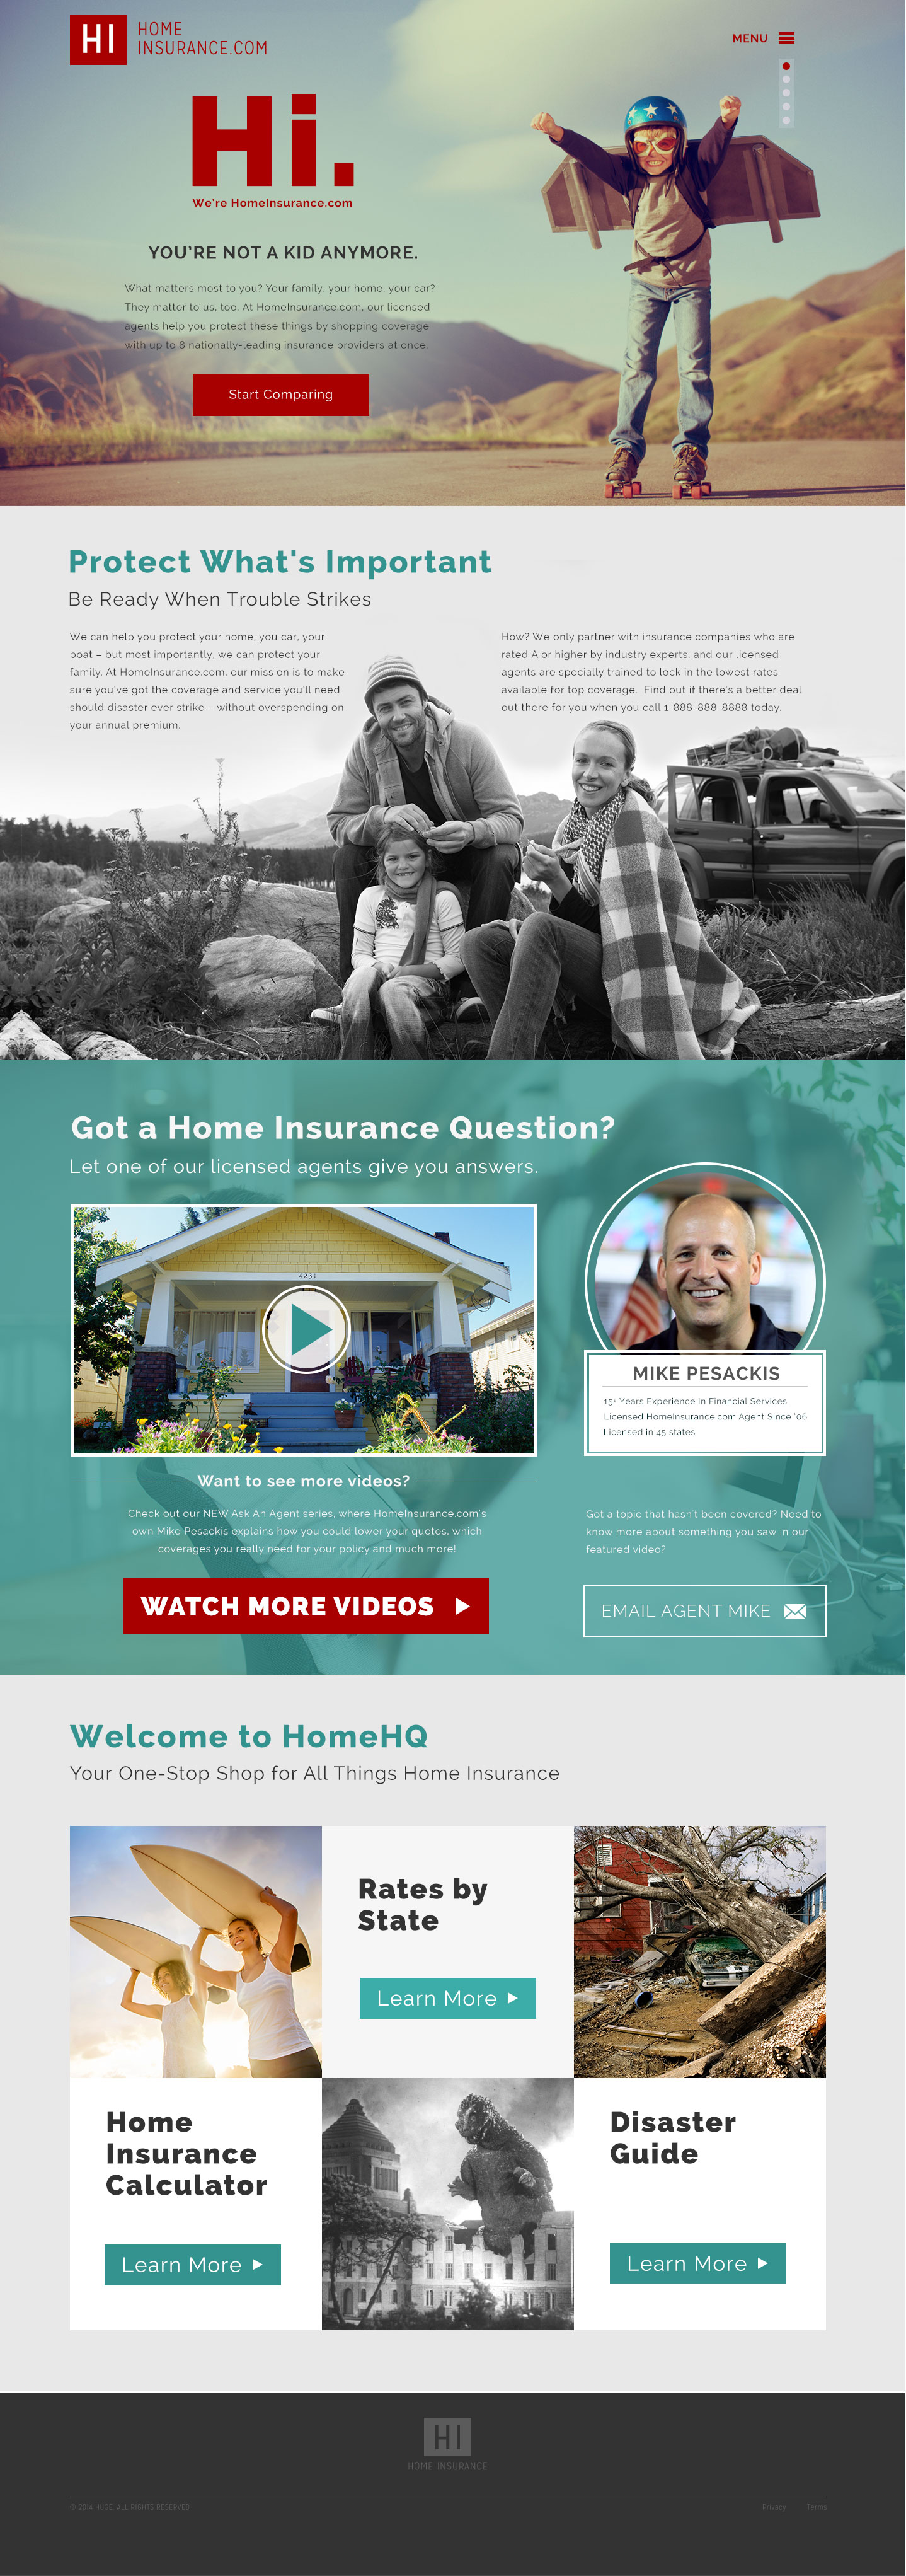 HI
HOME
INSURANCE.COM
MENU
Hi.
We're HomeInsurance.com
YOU'RE NOT A KID ANYMORE.
What matters most to you? Your family, your home, your car?
They matter to us, too. At HomeInsurance.com, our licensed
agents help you protect these things by shopping coverage
with up to 8 nationally-leading insurance providers at once.
Start Comparing
Protect What's Important
Be Ready When Trouble Strikes
We can help you protect your home, you car, your
boat – but most importantly, we can protect your
family. At HomeInsurance.com, our mission is to make
sure you've got the coverage and service you'll need
should disaster ever strike – without overspending on
your annual premium.
How? We only partner with insurance companies who are
rated A or higher by industry experts, and our licensed
agents are specially trained to lock in the lowest rates
available for top coverage. Find out if there's a better deal
out there for you when you call 1-888-888-8888 today.
Got a Home Insurance Question?
Let one of our licensed agents give you answers.
4231
MIKE PESACKIS
15+ Years Experience In Financial Services
Licensed HomeInsurance.com Agent Since '06
Licensed in 45 states
Want to see more videos?
Check out our NEW Ask An Agent series, where HomeInsurance.com's
own Mike Pesackis explains how you could lower your quotes, which
coverages you really need for your policy and much more!
WATCH MORE VIDEOS
Got a topic that hasn't been covered? Need to
know more about something you saw in our
featured video?
EMAIL AGENT MIKE
Welcome to HomeHQ
Your One-Stop Shop for All Things Home Insurance
Rates by
State
Learn More
Home
Insurance
Calculator
Learn More
Disaster
Guide
Learn More
HI
HOME INSURANCE
© 2014 HUGE. ALL RIGHTS RESERVED
Privacy
Terms